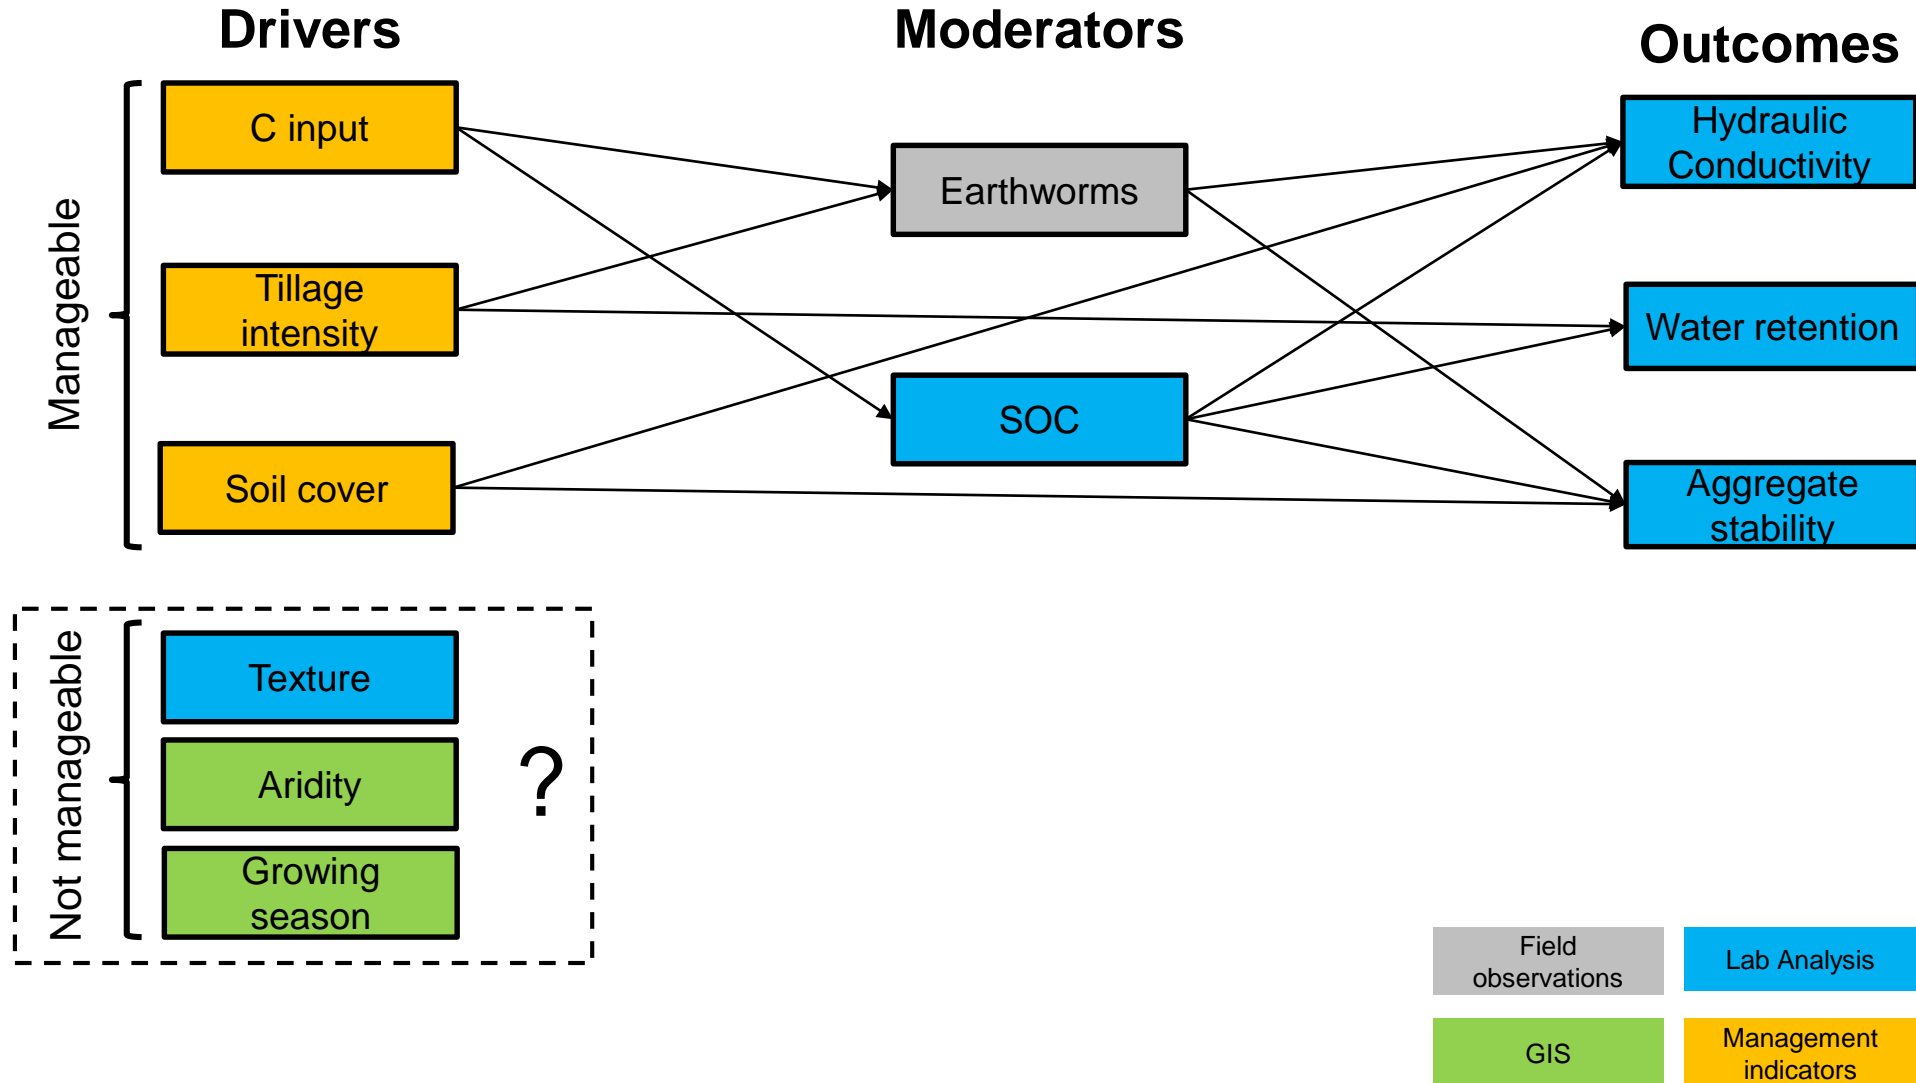 Drivers
Moderators
Outcomes
Manageable
C input
Tillage
intensity
Soil cover
Earthworms
SOC
Hydraulic
Conductivity
Water retention
Aggregate
stability
Not manageable
Texture
Aridity
Growing
season
?
Field
observations
Lab Analysis
GIS
Management
indicators